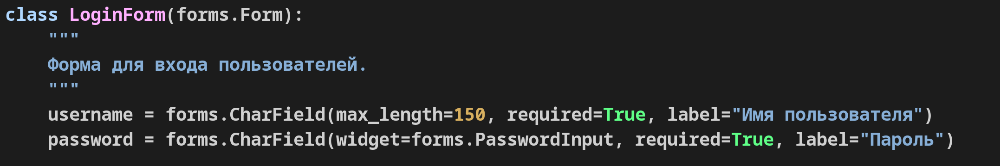 class LoginForm(forms.Form):
    """
    Форма для входа пользователей.
    """
    username = forms.CharField(max_length=150, required=True, label="Имя пользователя")
    password = forms.CharField(widget=forms.PasswordInput, required=True, label="Пароль")